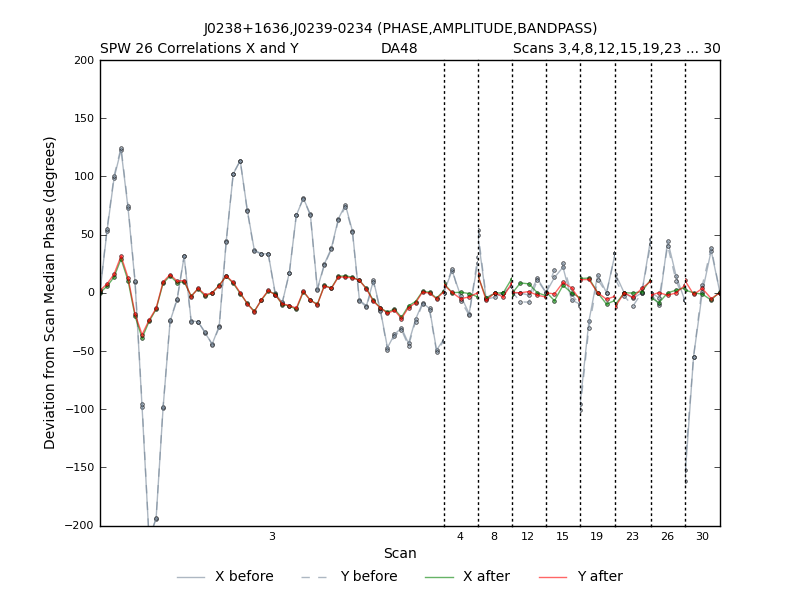 J0238+1636,J0239-0234 (PHASE,AMPLITUDE,BANDPASS)
SPW 26 Correlations X and Y DA48 Scans 3,4,8,12,15,19,23 ... 30
200
150
100
50
0
−50
−100
−150
−200
Deviation from Scan Median Phase (degrees)
3 4 8 12 15 19 23 26 30
Scan
X before Y before X after Y after